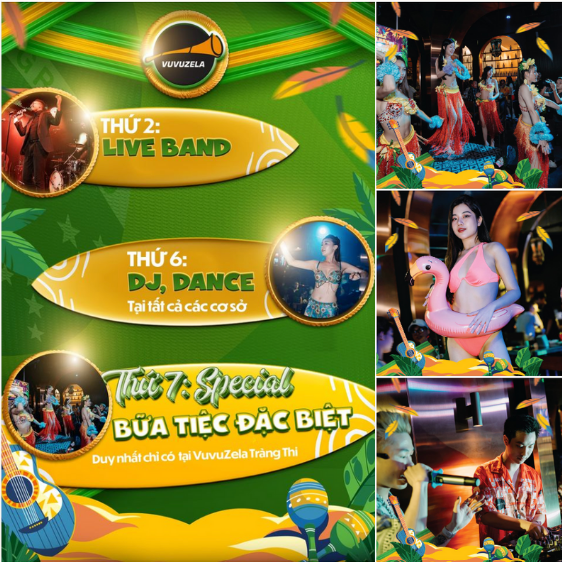 VUVUZELA
THỨ 2:
LIVE BAND
THỨ 6:
DJ, DANCE
Tại tất cả các cơ sở
Thứ 7: Special
BỮA TIỆC ĐẶC BIỆT
Duy nhất chỉ có tại VuvuZela Tràng Thi